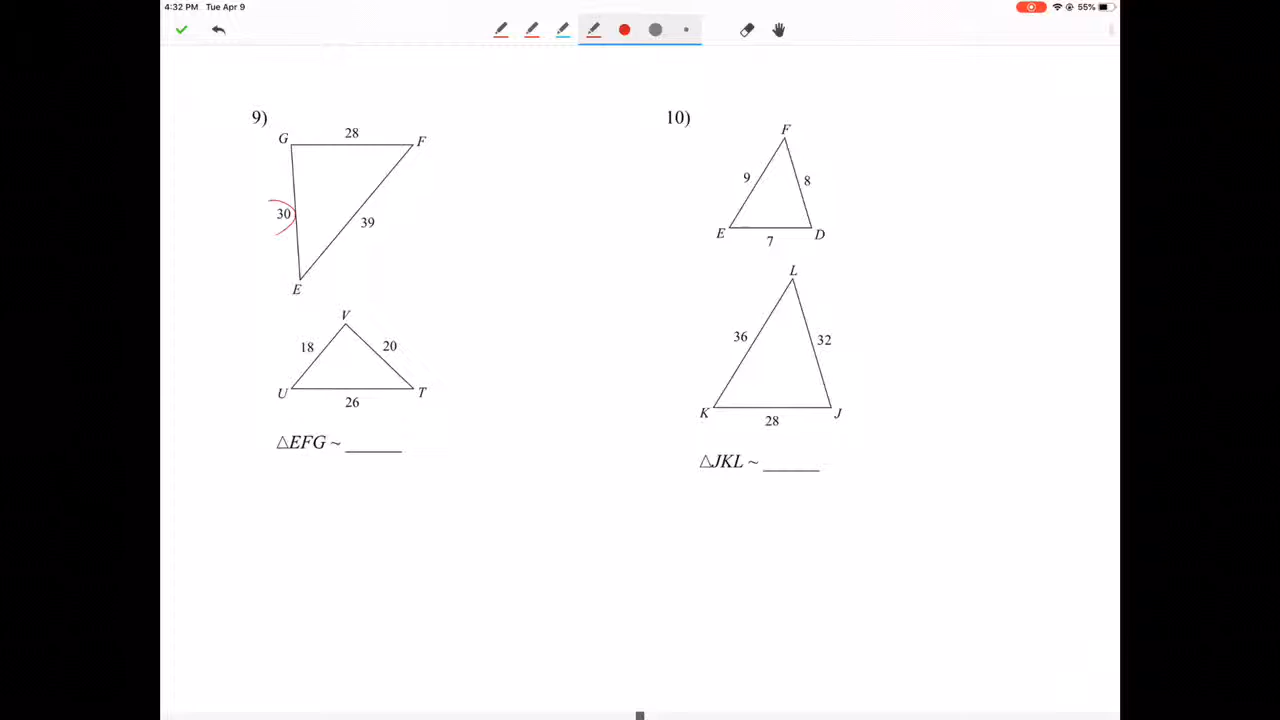 4:32 PM Tue Apr 9
55%
9)
G 28 F
30
39
E
V
18 20
U T
26
△EFG ~ ______
10)
F
9 8
E D
7
L
36 32
K J
28
△JKL ~ ______